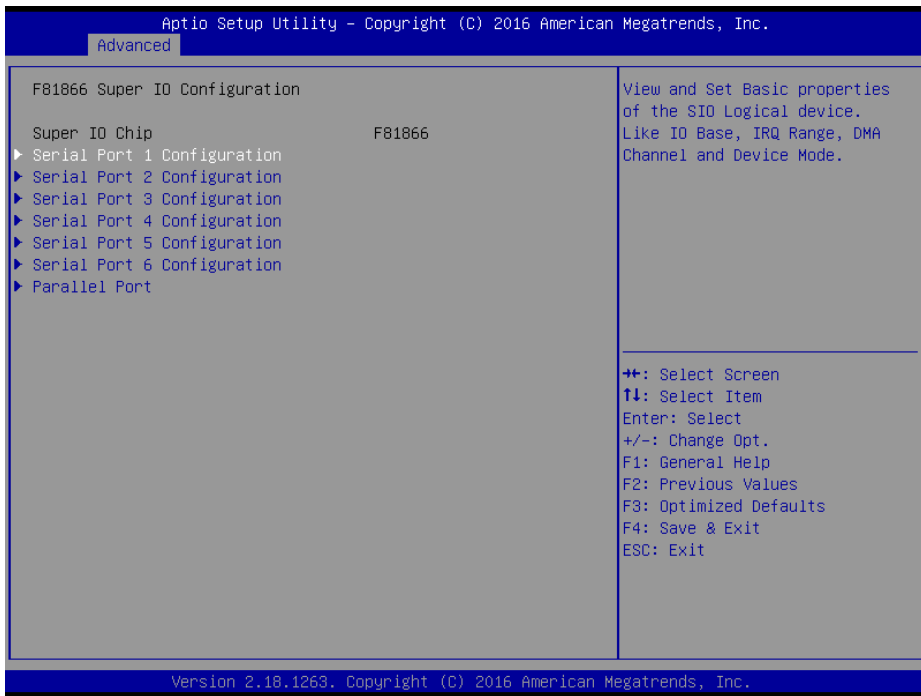 Aptio Setup Utility – Copyright (C) 2016 American Megatrends, Inc.
Advanced
F81866 Super IO Configuration
Super IO Chip F81866
▶ Serial Port 1 Configuration
▶ Serial Port 2 Configuration
▶ Serial Port 3 Configuration
▶ Serial Port 4 Configuration
▶ Serial Port 5 Configuration
▶ Serial Port 6 Configuration
▶ Parallel Port
View and Set Basic properties
of the SIO Logical device.
Like IO Base, IRQ Range, DMA
Channel and Device Mode.
→←: Select Screen
↑↓: Select Item
Enter: Select
+/-: Change Opt.
F1: General Help
F2: Previous Values
F3: Optimized Defaults
F4: Save & Exit
ESC: Exit
Version 2.18.1263. Copyright (C) 2016 American Megatrends, Inc.